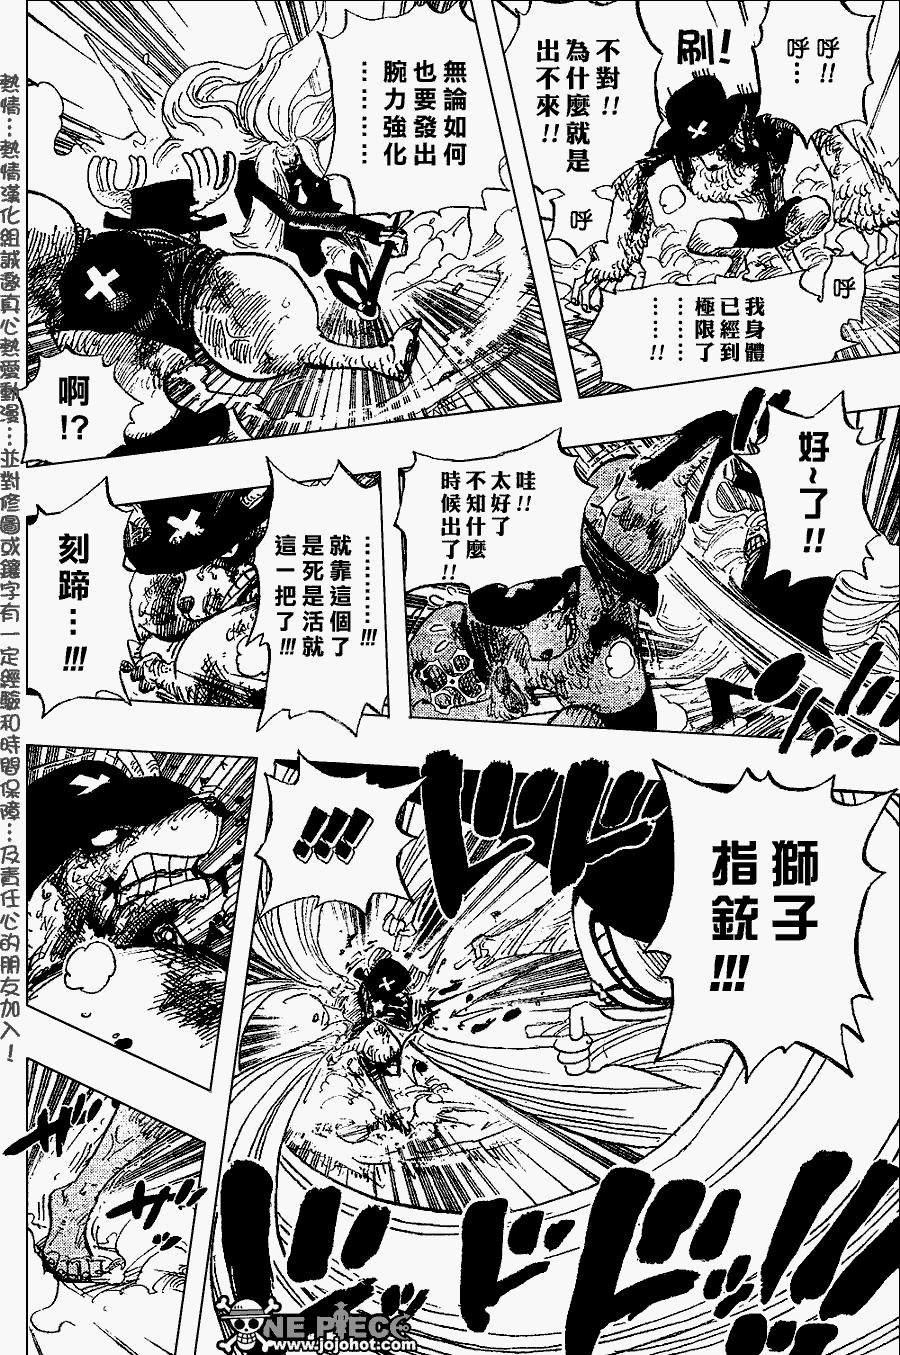 呼!!
呼…
刷!
不對!!
為什麼就是
出不來!!
呼
呼
我身體
已經到
極限了
………!!
無論如何
也要發出
腕力強化
…………
啊!?
好~了!!
哇!!
太好了
不知什麼
時候出了!!
…………!!!
就靠這個了
是死是活就
這一把了!!!
刻蹄…!!!
獅子
指銃!!!
!!!
ドドドドッ!!!
熱情…熱情漢化組誠邀真心熱愛動漫…並對修圖或鑲字有一定經驗和時間保障…及責任心的朋友加入!
ONE PIECE
www.jojohot.com